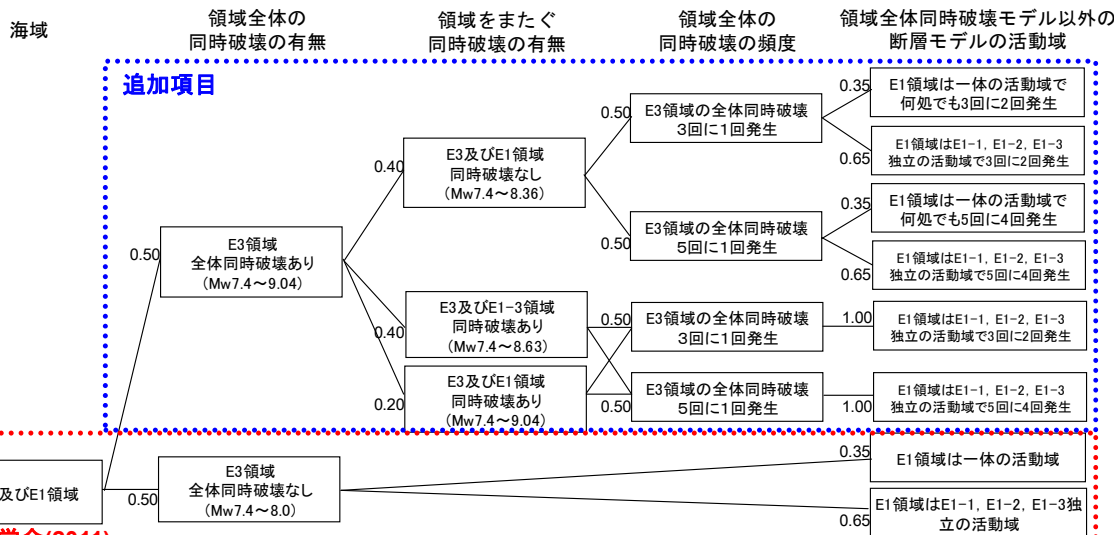 海域
領域全体の
同時破壊の有無
領域をまたぐ
同時破壊の有無
領域全体の
同時破壊の頻度
領域全体同時破壊モデル以外の
断層モデルの活動域
追加項目
0.50
E3領域
全体同時破壊あり
(Mw7.4～9.04)
0.40
E3及びE1領域
同時破壊なし
(Mw7.4～8.36)
0.40
E3及びE1-3領域
同時破壊あり
(Mw7.4～8.63)
0.20
E3及びE1領域
同時破壊あり
(Mw7.4～9.04)
0.50
E3領域の全体同時破壊
3回に1回発生
0.50
E3領域の全体同時破壊
5回に1回発生
0.50
E3領域の全体同時破壊
3回に1回発生
0.50
E3領域の全体同時破壊
5回に1回発生
0.35
E1領域は一体の活動域で
何処でも3回に2回発生
0.65
E1領域はE1-1, E1-2, E1-3
独立の活動域で3回に2回発生
0.35
E1領域は一体の活動域で
何処でも5回に4回発生
0.65
E1領域はE1-1, E1-2, E1-3
独立の活動域で5回に4回発生
1.00
E1領域はE1-1, E1-2, E1-3
独立の活動域で3回に2回発生
1.00
E1領域はE1-1, E1-2, E1-3
独立の活動域で5回に4回発生
及びE1領域
0.50
E3領域
全体同時破壊なし
(Mw7.4～8.0)
0.35
E1領域は一体の活動域
0.65
E1領域はE1-1, E1-2, E1-3独
立の活動域